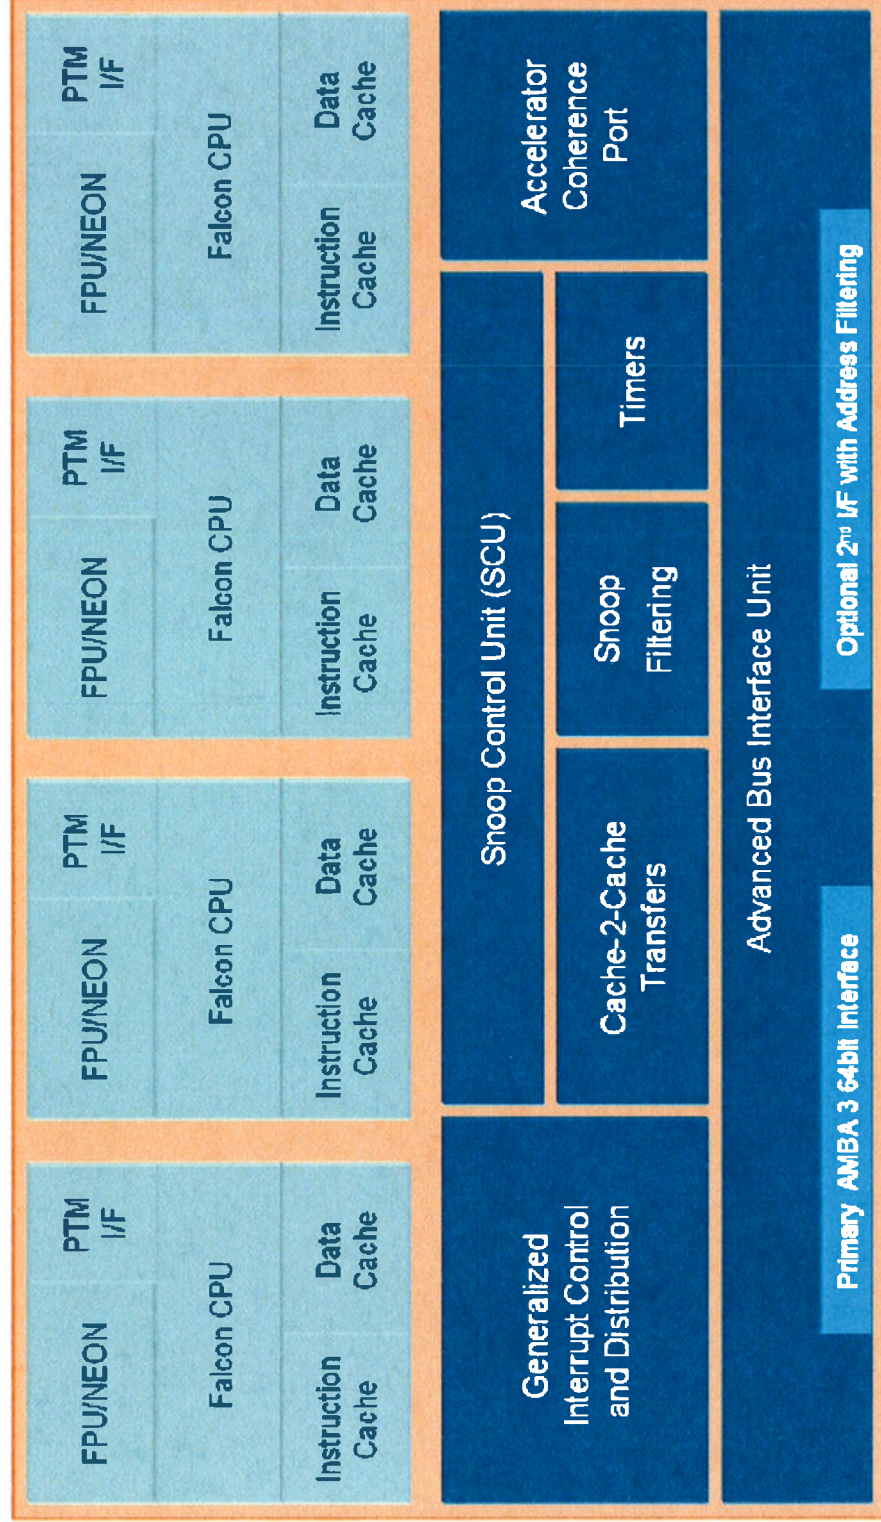 FPU/NEON
PTM
I/F
Falcon CPU
Instruction
Cache
Data
Cache
FPU/NEON
PTM
I/F
Falcon CPU
Instruction
Cache
Data
Cache
FPU/NEON
PTM
I/F
Falcon CPU
Instruction
Cache
Data
Cache
FPU/NEON
PTM
I/F
Falcon CPU
Instruction
Cache
Data
Cache
Generalized
Interrupt Control
and Distribution
Snoop Control Unit (SCU)
Cache-2-Cache
Transfers
Snoop
Filtering
Timers
Accelerator
Coherence
Port
Advanced Bus Interface Unit
Primary AMBA 3 64bit Interface
Optional 2nd I/F with Address Filtering